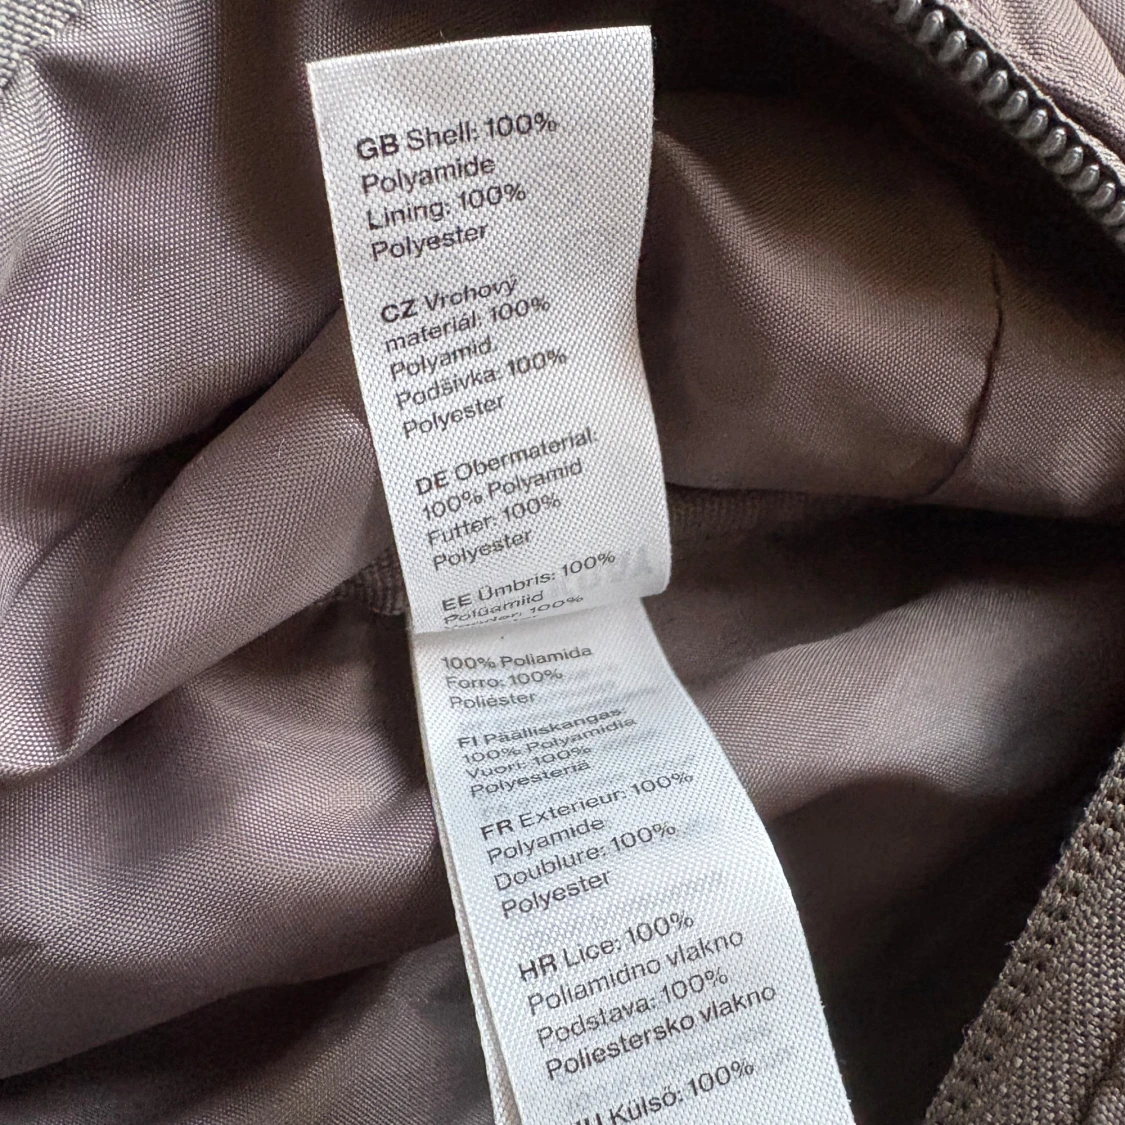 GB Shell: 100%
Polyamide
Lining: 100%
Polyester
CZ Vrchový
materiál: 100%
Polyamid
Podšívka: 100%
Polyester
DE Obermaterial:
100% Polyamid
Futter: 100%
Polyester
EE Ümbris: 100%
Polüamiid
100%
100% Poliamida
Forro: 100%
Poliéster
FI Päälliskangas:
100% Polyamidia
Vuori: 100%
Polyesteriä
FR Exterieur: 100%
Polyamide
Doublure: 100%
Polyester
HR Lice: 100%
Poliamidno vlakno
Podstava: 100%
Poliestersko vlakno
Külső: 100%